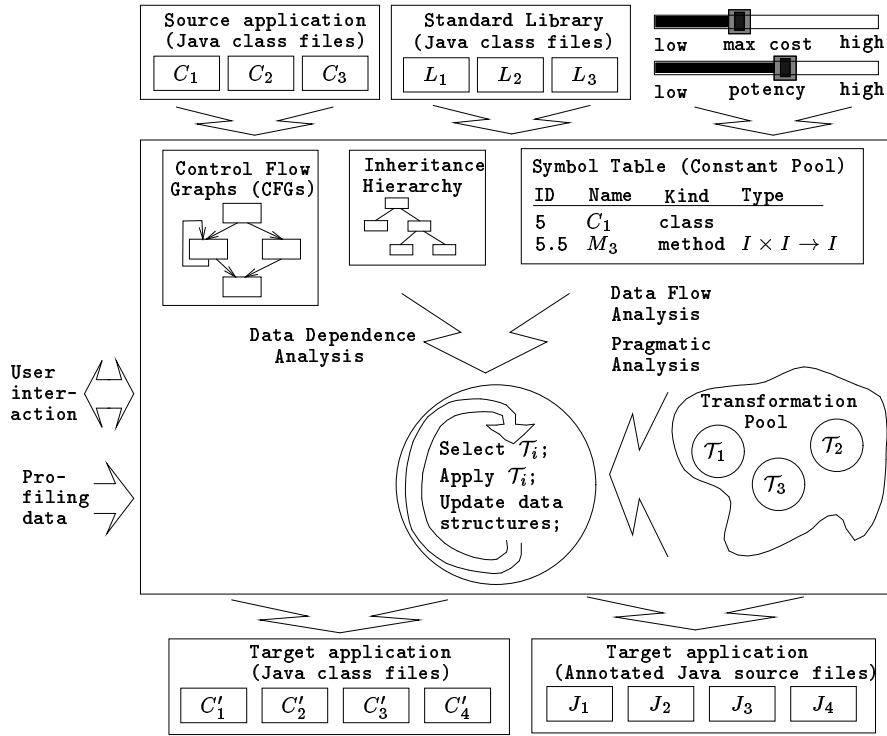 Source application
(Java class files)
C₁ C₂ C₃
Standard Library
(Java class files)
L₁ L₂ L₃
low max cost high
low potency high
Control Flow
Graphs (CFGs)
Inheritance
Hierarchy
Symbol Table (Constant Pool)
ID Name Kind Type
5 C₁ class
5.5 M₃ method I × I → I
Data Dependence
Analysis
Data Flow
Analysis
Pragmatic
Analysis
User
inter-
action
Pro-
filing
data
Select 𝒯ᵢ;
Apply 𝒯ᵢ;
Update data
structures;
Transformation
Pool
𝒯₁ 𝒯₂
𝒯₃
Target application
(Java class files)
C′₁ C′₂ C′₃ C′₄
Target application
(Annotated Java source files)
J₁ J₂ J₃ J₄